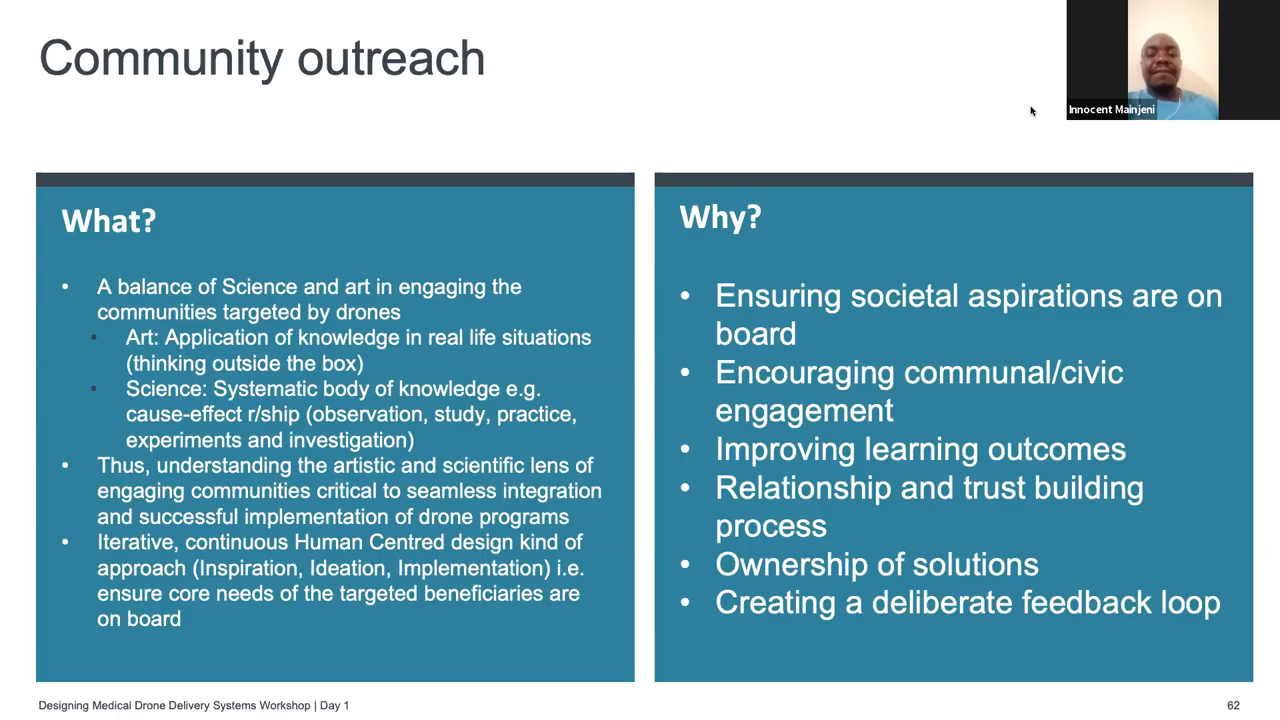 Community outreach
Innocent Mainjeni
What?
• A balance of Science and art in engaging the
communities targeted by drones
• Art: Application of knowledge in real life situations
(thinking outside the box)
• Science: Systematic body of knowledge e.g.
cause-effect r/ship (observation, study, practice,
experiments and investigation)
• Thus, understanding the artistic and scientific lens of
engaging communities critical to seamless integration
and successful implementation of drone programs
• Iterative, continuous Human Centred design kind of
approach (Inspiration, Ideation, Implementation) i.e.
ensure core needs of the targeted beneficiaries are
on board
Why?
• Ensuring societal aspirations are on
board
• Encouraging communal/civic
engagement
• Improving learning outcomes
• Relationship and trust building
process
• Ownership of solutions
• Creating a deliberate feedback loop
Designing Medical Drone Delivery Systems Workshop | Day 1
62